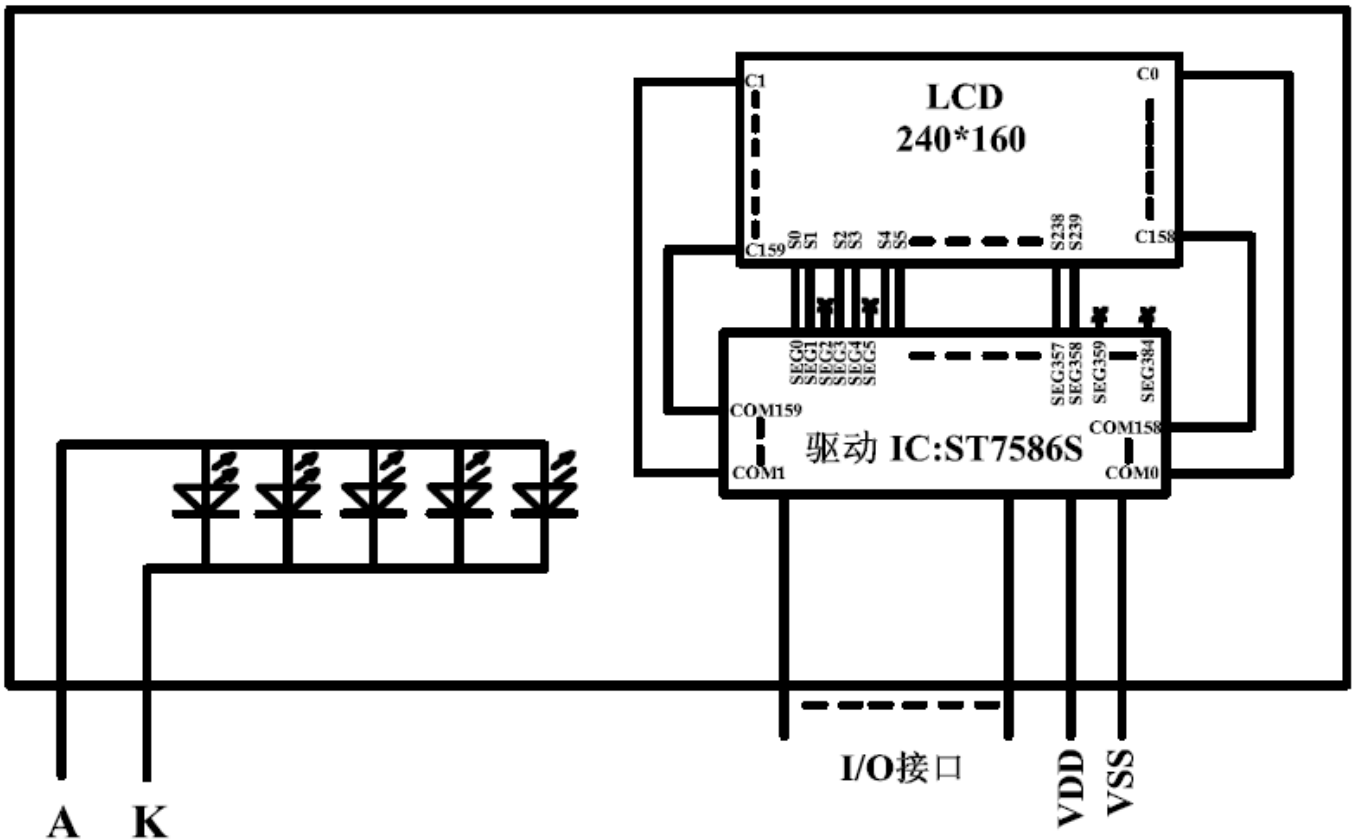 LCD
240*160
C1
C0
C159
C158
S0
S1
S2
S3
S4
S5
S238
S239
SEG0
SEG1
SEG2
SEG3
SEG4
SEG5
SEG357
SEG358
SEG359
SEG384
COM159
COM158
驱动 IC:ST7586S
COM1
COM0
I/O接口
VDD
VSS
A
K